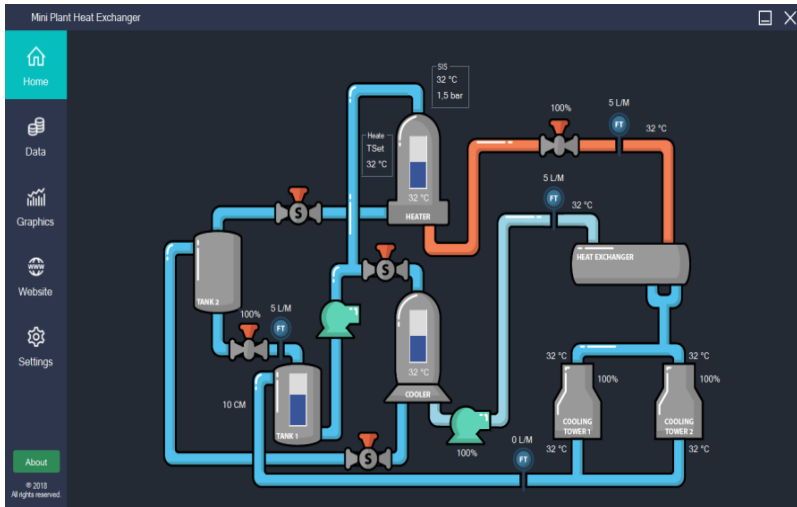 Mini Plant Heat Exchanger
Home
Data
Graphics
www
Website
Settings
About
© 2018
All rights reserved.
SIS
32 °C
1,5 bar
Heate
TSet
32 °C
32 °C
HEATER
100%
5 L/M
FT
32 °C
5 L/M
FT
32 °C
HEAT EXCHANGER
S
TANK 2
S
100%
5 L/M
FT
10 CM
TANK 1
32 °C
COOLER
S
100%
0 L/M
FT
32 °C
100%
COOLING
TOWER 1
32 °C
32 °C
100%
COOLING
TOWER 2
32 °C